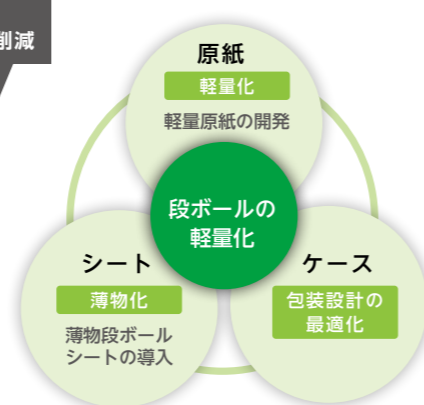 削減
原紙
軽量化
軽量原紙の開発
段ボールの
軽量化
シート
薄物化
薄物段ボール
シートの導入
ケース
包装設計の
最適化